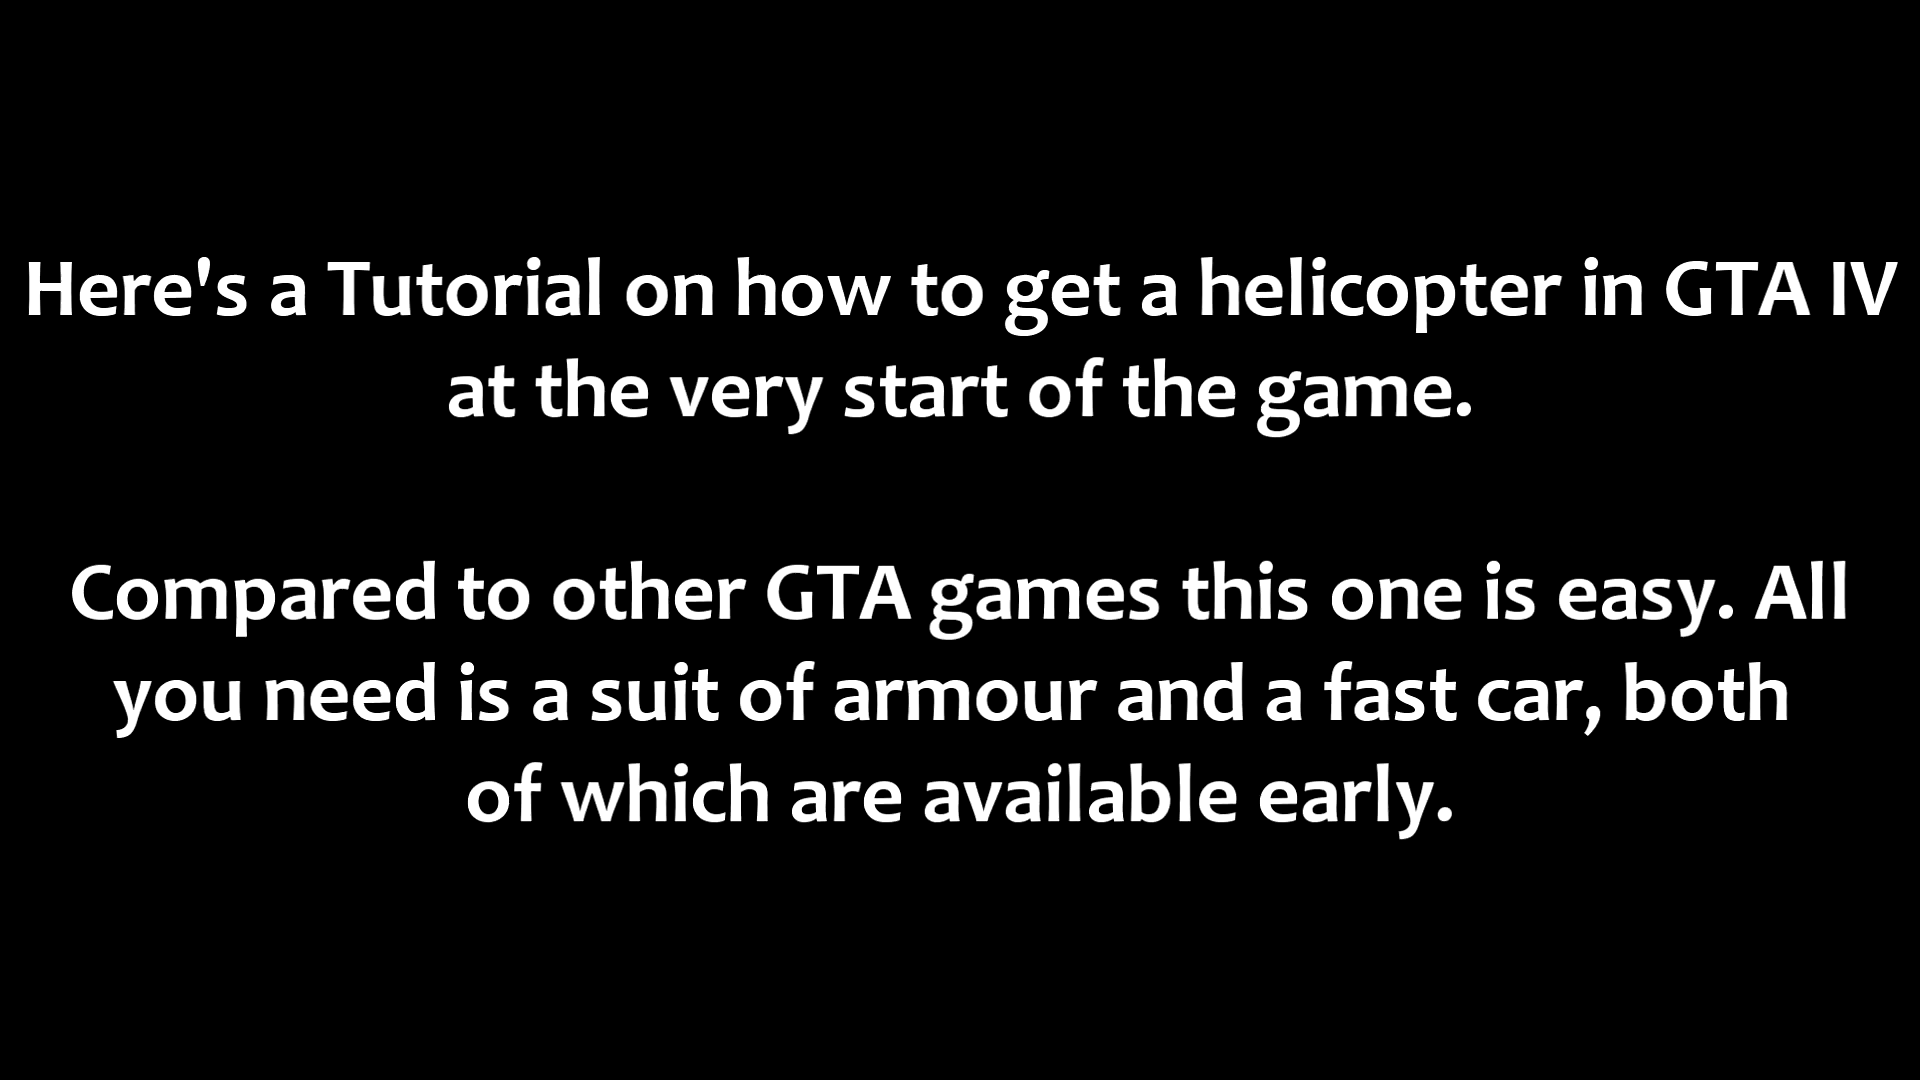 Here's a Tutorial on how to get a helicopter in GTA IV
at the very start of the game.
Compared to other GTA games this one is easy. All
you need is a suit of armour and a fast car, both
of which are available early.